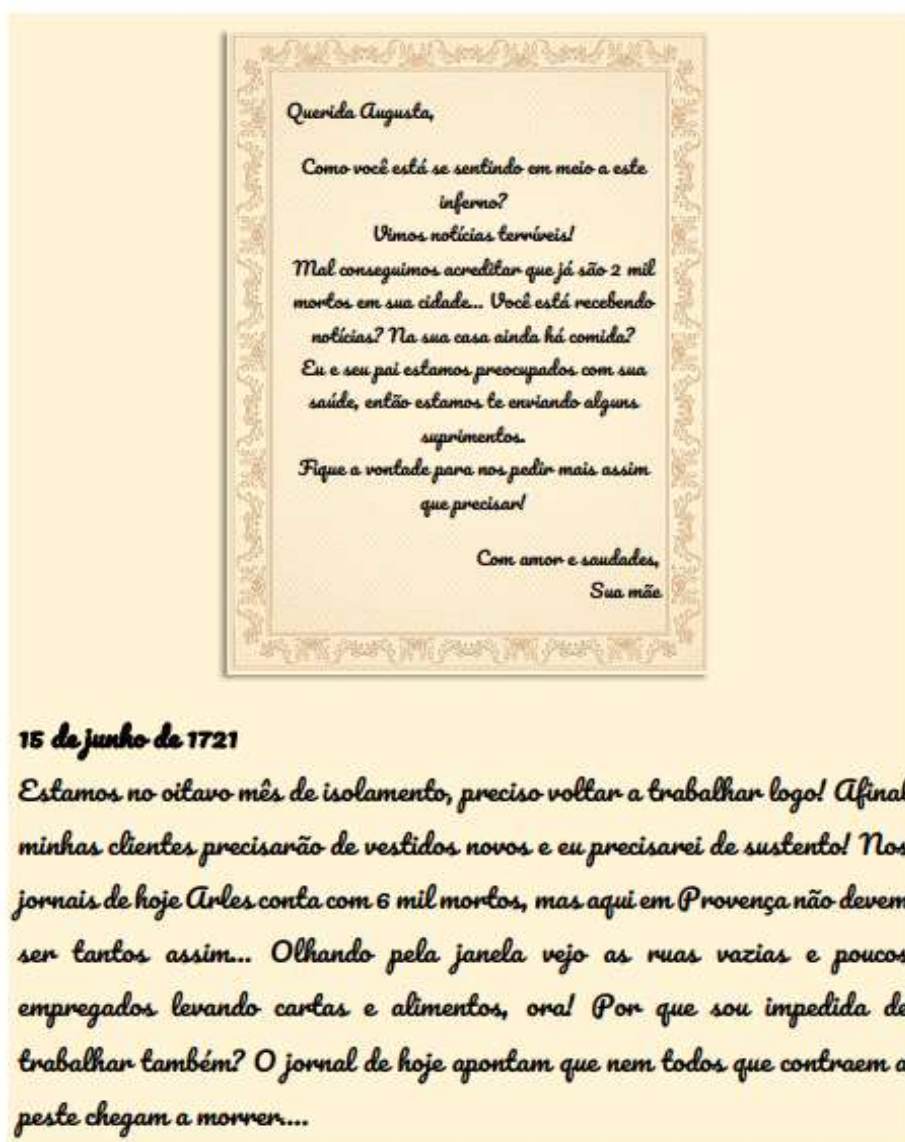 Querida Augusta,
Como você está se sentindo em meio a este
inferno?
Vimos notícias terríveis!
Mal conseguimos acreditar que já são 2 mil
mortos em sua cidade... Você está recebendo
notícias? Na sua casa ainda há comida?
Eu e seu pai estamos preocupados com sua
saúde, então estamos te enviando alguns
suprimentos.
Fique a vontade para nos pedir mais assim
que precisar!
Com amor e saudades,
Sua mãe
15 de junho de 1721
Estamos no oitavo mês de isolamento, preciso voltar a trabalhar logo! Afinal
minhas clientes precisarão de vestidos novos e eu precisarei de sustento! Nos
jornais de hoje Arles conta com 6 mil mortos, mas aqui em Provença não devem
ser tantos assim... Olhando pela janela vejo as ruas vazias e poucos
empregados levando cartas e alimentos, ora! Por que sou impedida de
trabalhar também? O jornal de hoje apontam que nem todos que contraem a
peste chegam a morrer...